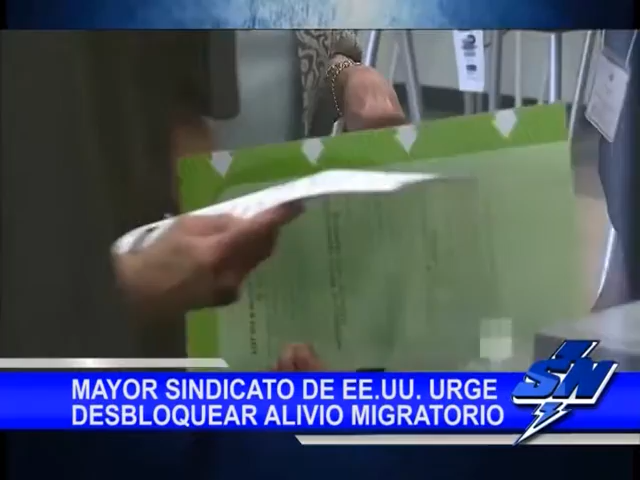 MAYOR SINDICATO DE EE.UU. URGE
DESBLOQUEAR ALIVIO MIGRATORIO
SN